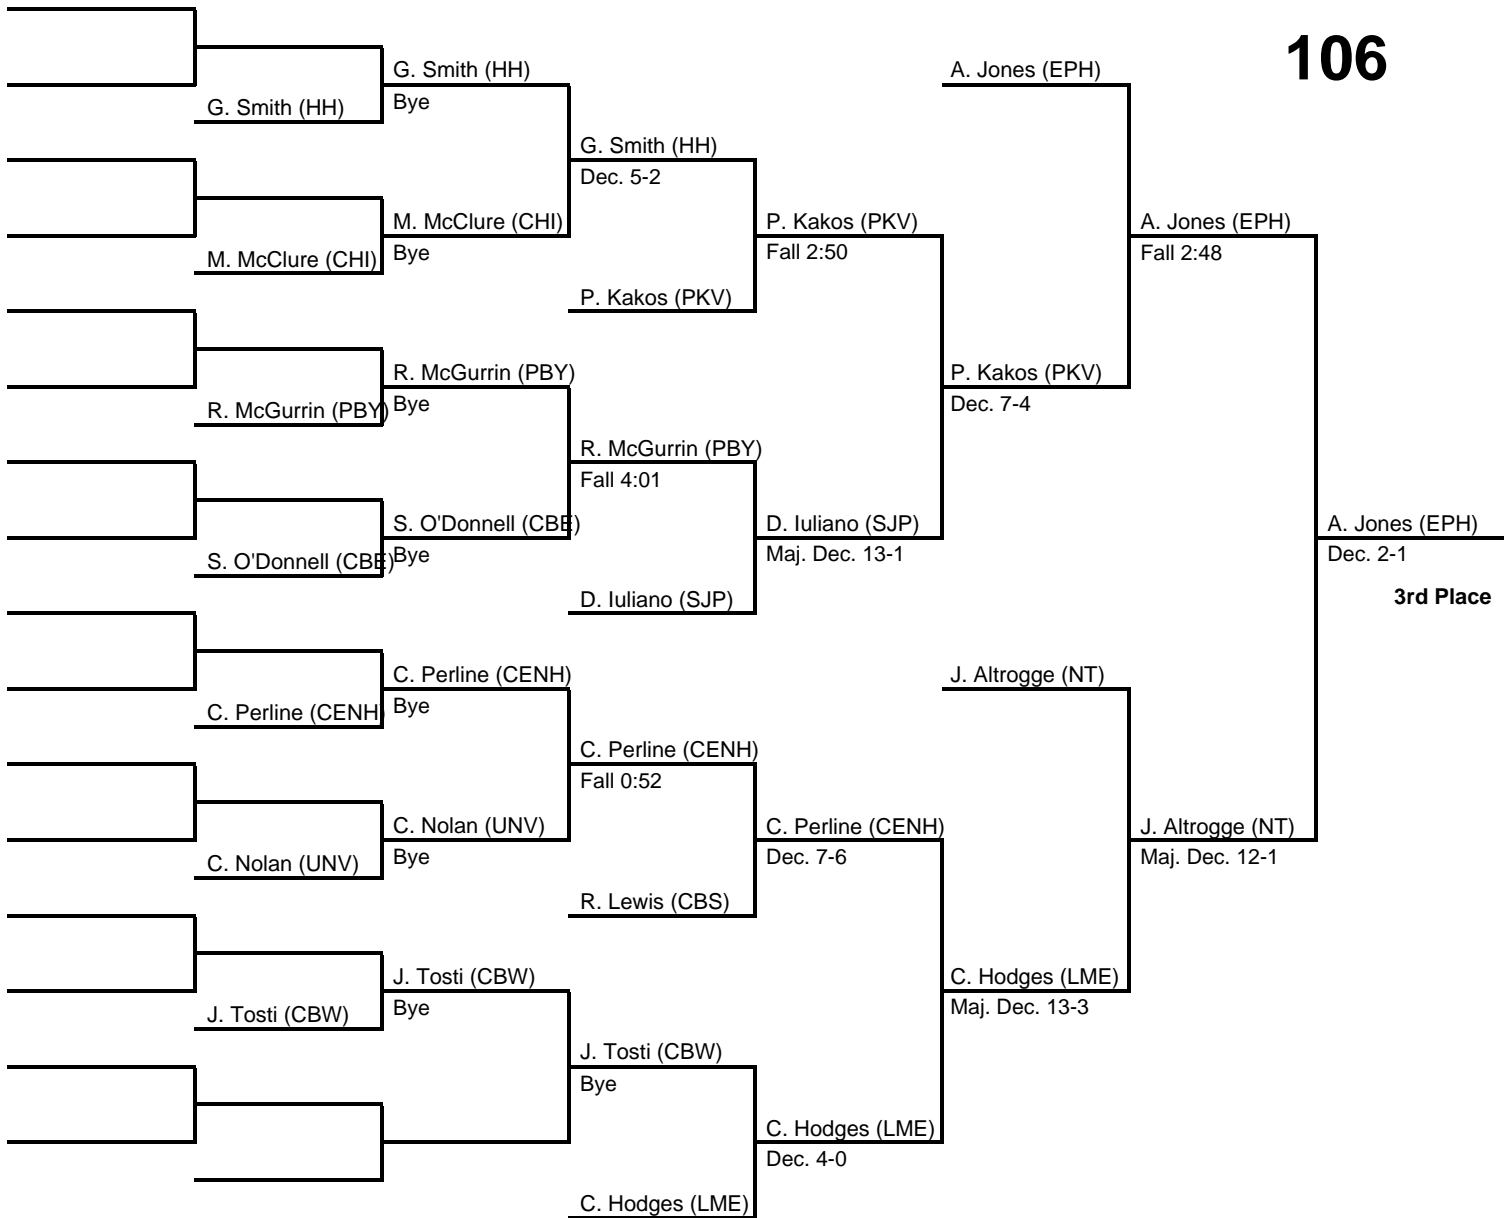 106
G. Smith (HH)
A. Jones (EPH)
G. Smith (HH)
Bye
G. Smith (HH)
Dec. 5-2
M. McClure (CHI)
P. Kakos (PKV)
A. Jones (EPH)
M. McClure (CHI)
Bye
Fall 2:50
Fall 2:48
P. Kakos (PKV)
R. McGurrin (PBY)
P. Kakos (PKV)
R. McGurrin (PBY)
Bye
Dec. 7-4
R. McGurrin (PBY)
Fall 4:01
S. O'Donnell (CBE)
D. Iuliano (SJP)
A. Jones (EPH)
S. O'Donnell (CBE)
Bye
Maj. Dec. 13-1
Dec. 2-1
D. Iuliano (SJP)
3rd Place
C. Perline (CENH)
J. Altrogge (NT)
C. Perline (CENH)
Bye
C. Perline (CENH)
Fall 0:52
C. Nolan (UNV)
C. Perline (CENH)
J. Altrogge (NT)
C. Nolan (UNV)
Bye
Dec. 7-6
Maj. Dec. 12-1
R. Lewis (CBS)
J. Tosti (CBW)
C. Hodges (LME)
J. Tosti (CBW)
Bye
Maj. Dec. 13-3
J. Tosti (CBW)
Bye
C. Hodges (LME)
Dec. 4-0
C. Hodges (LME)